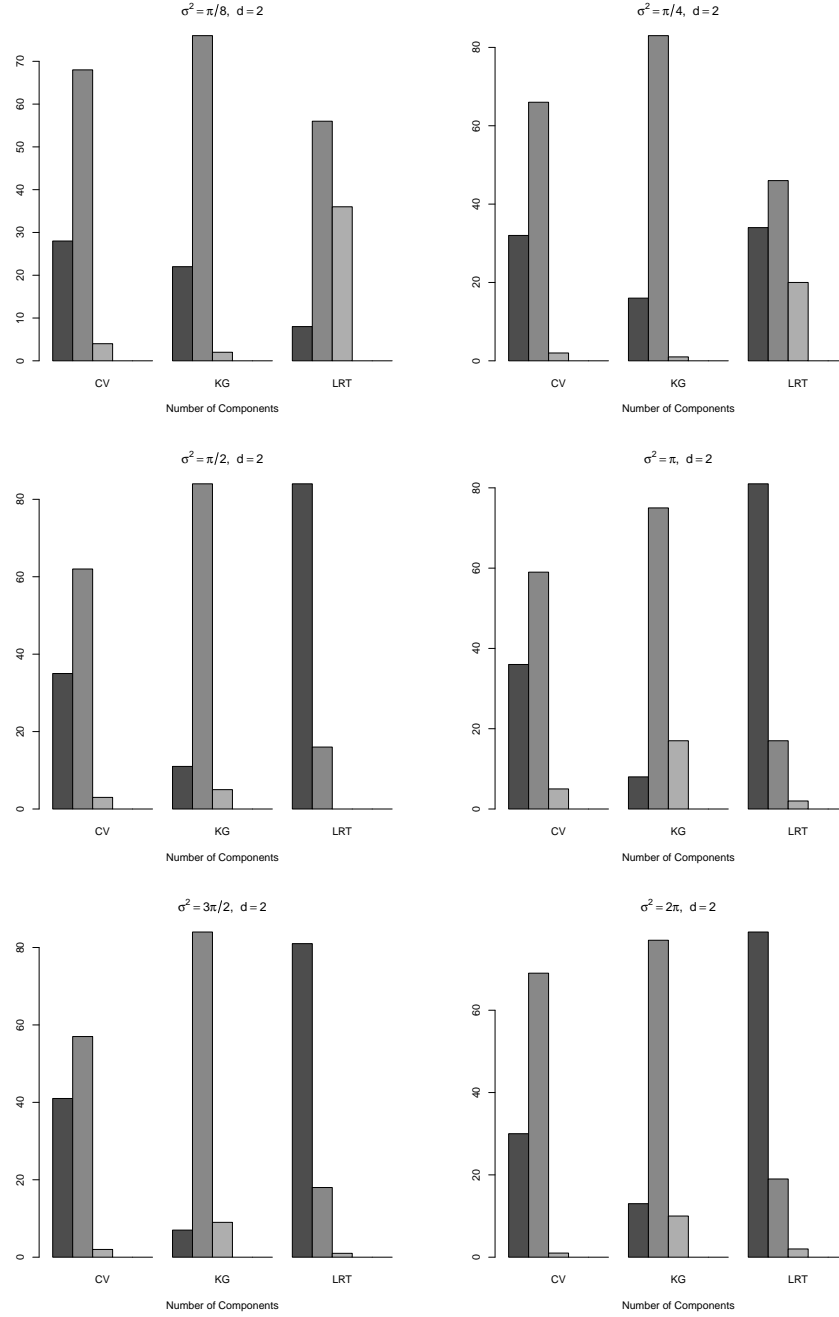 σ² = π/8, d = 2
70
60
50
40
30
20
10
0
CV KG LRT
Number of Components
σ² = π/4, d = 2
80
60
40
20
0
CV KG LRT
Number of Components
σ² = π/2, d = 2
80
60
40
20
0
CV KG LRT
Number of Components
σ² = π, d = 2
80
60
40
20
0
CV KG LRT
Number of Components
σ² = 3π/2, d = 2
80
60
40
20
0
CV KG LRT
Number of Components
σ² = 2π, d = 2
60
40
20
0
CV KG LRT
Number of Components